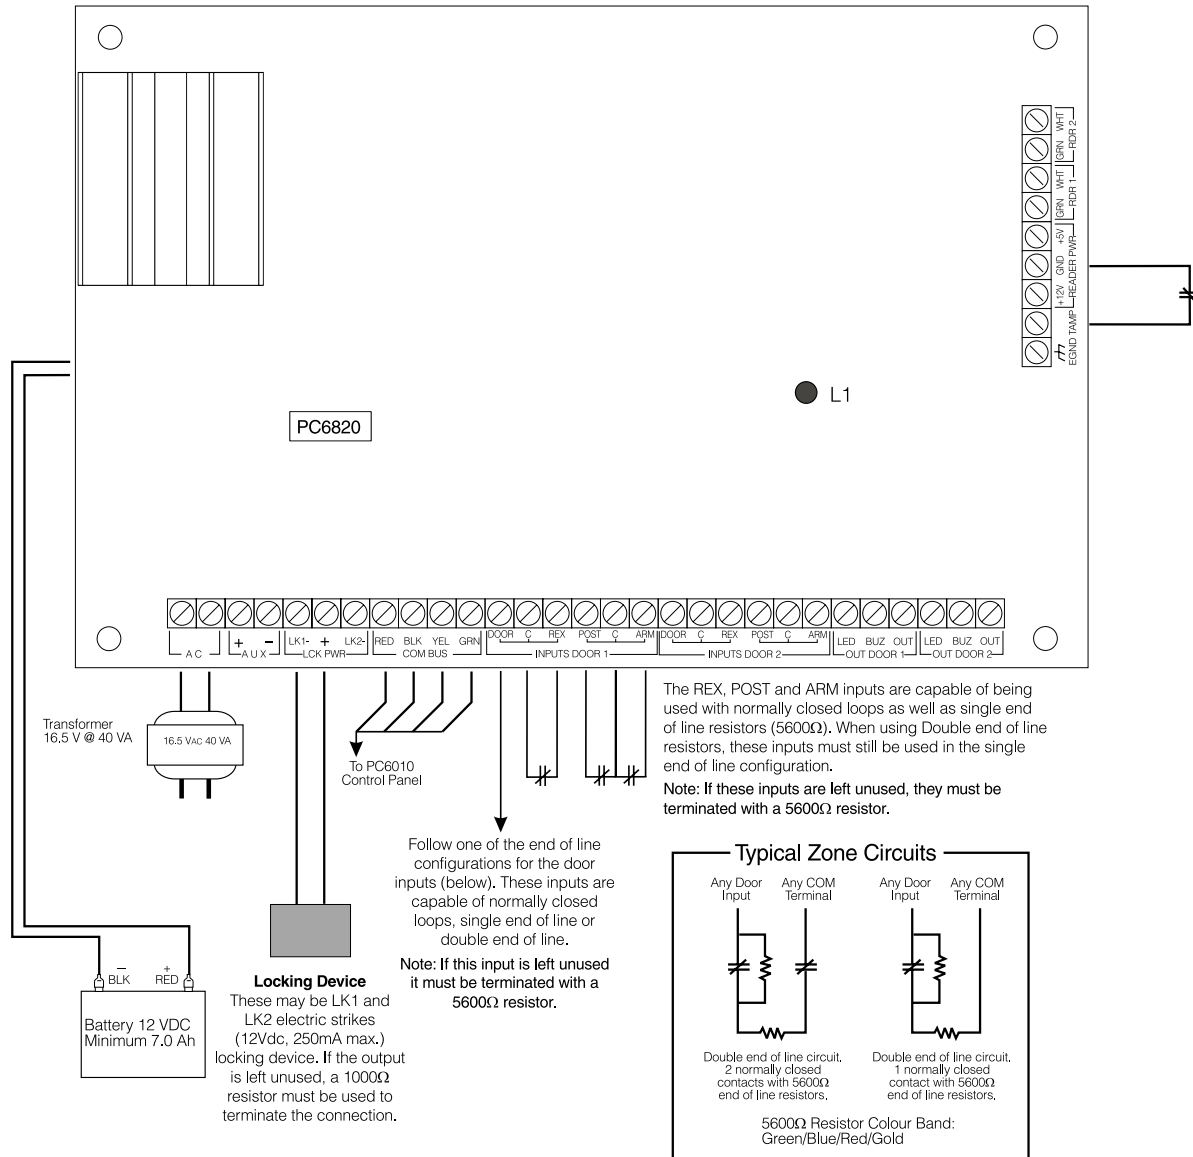 WHT
GRN
RDR 2
WHT
GRN
RDR 1
+5V
GND
+12V
READER PWR
EGND TAMP
L1
PC6820
+ −
LK1- + LK2-
RED BLK YEL GRN
DOOR C REX POST C ARM
DOOR C REX POST C ARM
LED BUZ OUT
LED BUZ OUT
A C
A U X
LCK PWR
COM BUS
INPUTS DOOR 1
INPUTS DOOR 2
OUT DOOR 1
OUT DOOR 2
Transformer
16.5 V @ 40 VA
16.5 VAC 40 VA
To PC6010
Control Panel
The REX, POST and ARM inputs are capable of being
used with normally closed loops as well as single end
of line resistors (5600Ω). When using Double end of line
resistors, these inputs must still be used in the single
end of line configuration.
Note: If these inputs are left unused, they must be
terminated with a 5600Ω resistor.
Follow one of the end of line
configurations for the door
inputs (below). These inputs are
capable of normally closed
loops, single end of line or
double end of line.
Note: If this input is left unused
it must be terminated with a
5600Ω resistor.
− +
BLK RED
Battery 12 VDC
Minimum 7.0 Ah
Locking Device
These may be LK1 and
LK2 electric strikes
(12Vdc, 250mA max.)
locking device. If the output
is left unused, a 1000Ω
resistor must be used to
terminate the connection.
Typical Zone Circuits
Any Door
Input
Any COM
Terminal
Any Door
Input
Any COM
Terminal
Double end of line circuit,
2 normally closed
contacts with 5600Ω
end of line resistors.
Double end of line circuit,
1 normally closed
contact with 5600Ω
end of line resistors.
5600Ω Resistor Colour Band:
Green/Blue/Red/Gold